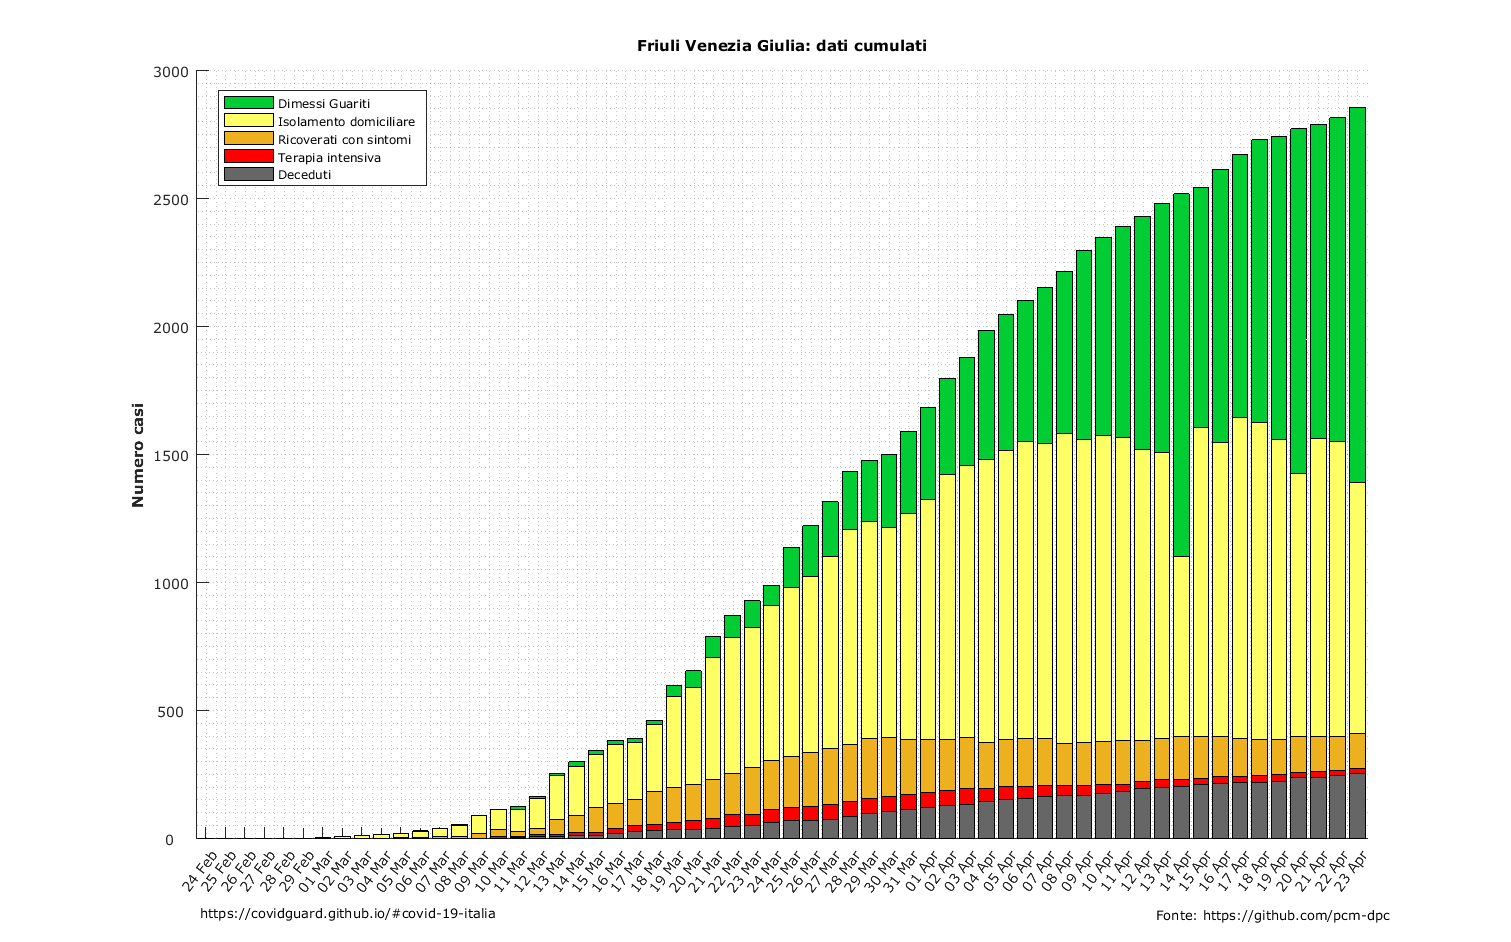 Friuli Venezia Giulia: dati cumulati
3000
2500
2000
1500
1000
500
0
Numero casi
Dimessi Guariti
Isolamento domiciliare
Ricoverati con sintomi
Terapia intensiva
Deceduti
24 Feb
25 Feb
26 Feb
27 Feb
28 Feb
29 Feb
01 Mar
02 Mar
03 Mar
04 Mar
05 Mar
06 Mar
07 Mar
08 Mar
09 Mar
10 Mar
11 Mar
12 Mar
13 Mar
14 Mar
15 Mar
16 Mar
17 Mar
18 Mar
19 Mar
20 Mar
21 Mar
22 Mar
23 Mar
24 Mar
25 Mar
26 Mar
27 Mar
28 Mar
29 Mar
30 Mar
31 Mar
01 Apr
02 Apr
03 Apr
04 Apr
05 Apr
06 Apr
07 Apr
08 Apr
09 Apr
10 Apr
11 Apr
12 Apr
13 Apr
14 Apr
15 Apr
16 Apr
17 Apr
18 Apr
19 Apr
20 Apr
21 Apr
22 Apr
23 Apr
https://covidguard.github.io/#covid-19-italia
Fonte: https://github.com/pcm-dpc